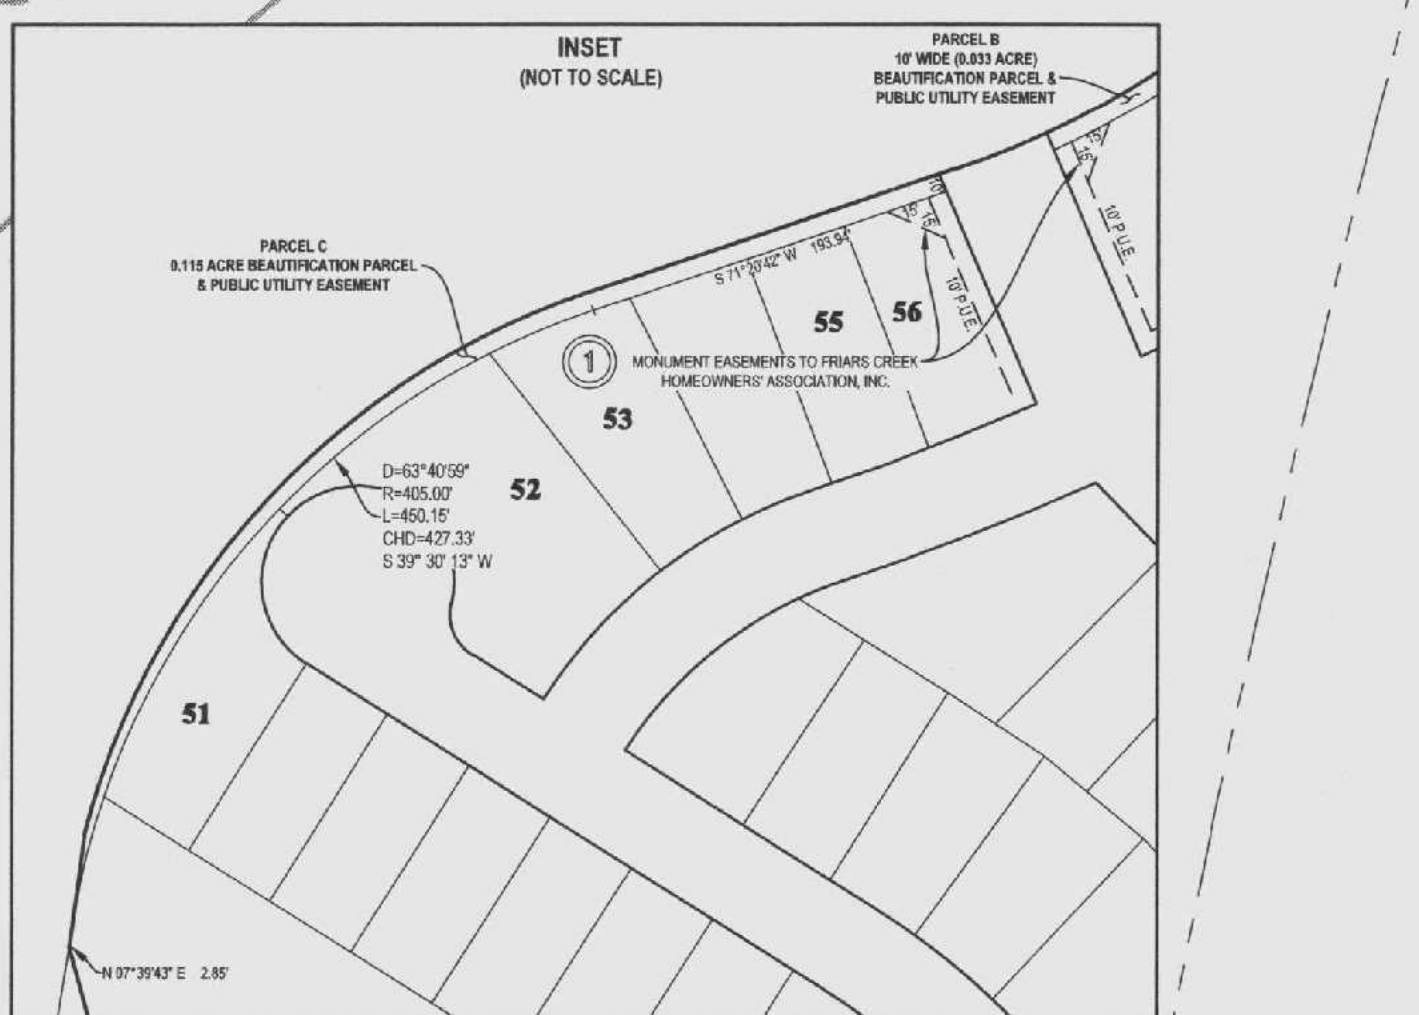 INSET
(NOT TO SCALE)
PARCEL B
10' WIDE (0.033 ACRE)
BEAUTIFICATION PARCEL &
PUBLIC UTILITY EASEMENT
15'
15'
10' P.U.E.
10'
15'
15'
10' P.U.E.
PARCEL C
0.115 ACRE BEAUTIFICATION PARCEL
& PUBLIC UTILITY EASEMENT
S 71°20'42" W 193.94'
55
56
1
MONUMENT EASEMENTS TO FRIARS CREEK
HOMEOWNERS' ASSOCIATION, INC.
53
52
D=63°40'59"
R=405.00'
L=450.15'
CHD=427.33'
S 39° 30' 13" W
51
N 07°39'43" E 2.85'